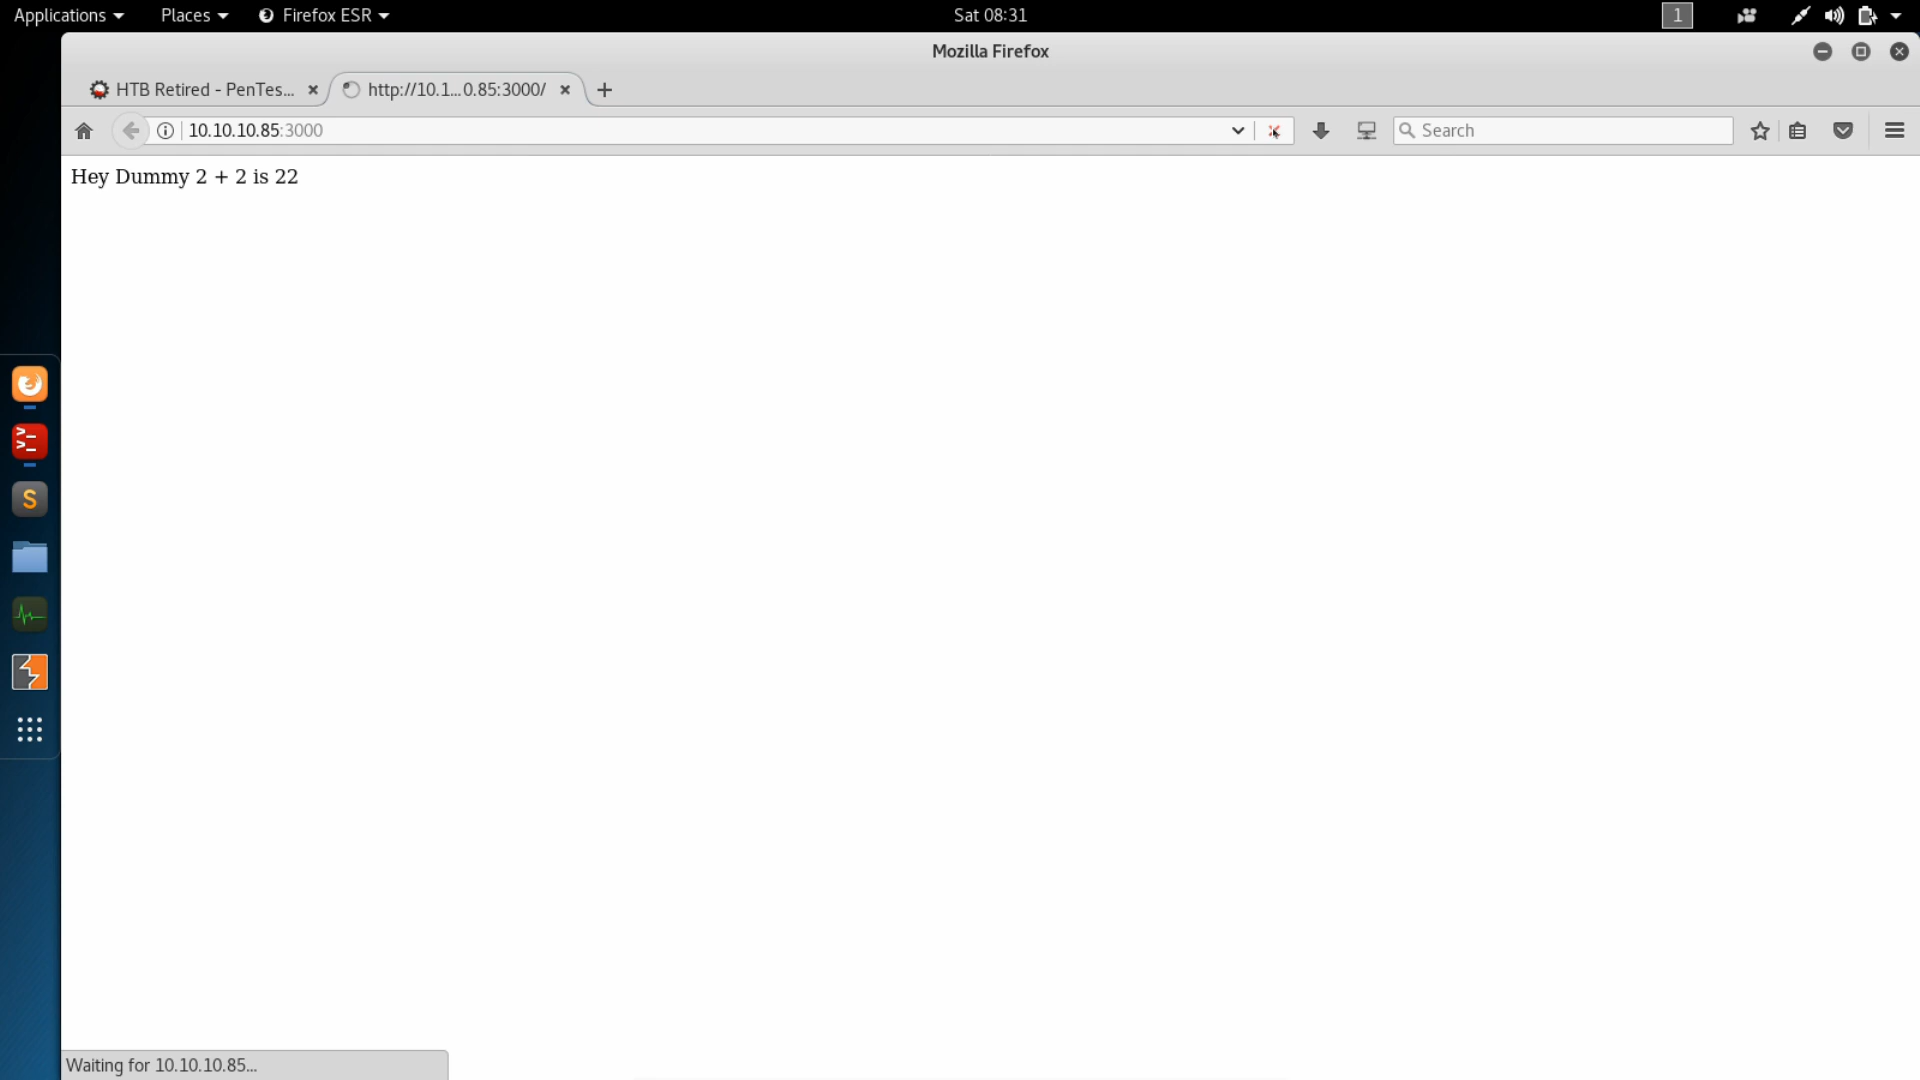 Applications Places Firefox ESR Sat 08:31 1
Mozilla Firefox
HTB Retired - PenTes... http://10.1...0.85:3000/
10.10.10.85:3000 Search
Hey Dummy 2 + 2 is 22
S
Waiting for 10.10.10.85...